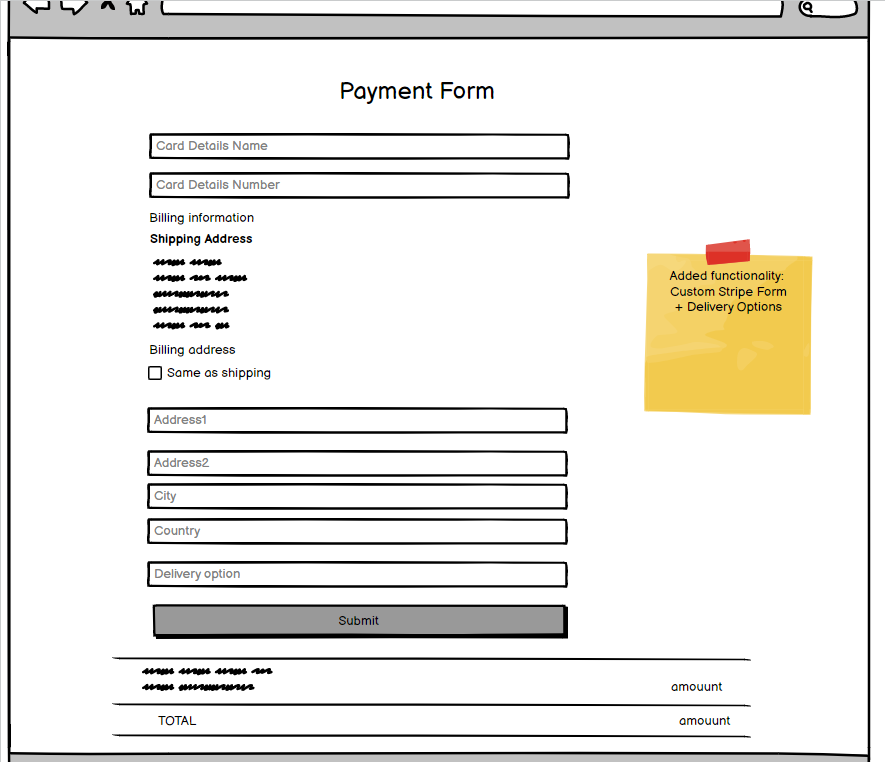 Payment Form
Card Details Name
Card Details Number
Billing information
Shipping Address
Billing address
Same as shipping
Address1
Address2
City
Country
Delivery option
Submit
amouunt
TOTAL
amouunt
Added functionality:
Custom Stripe Form
+ Delivery Options